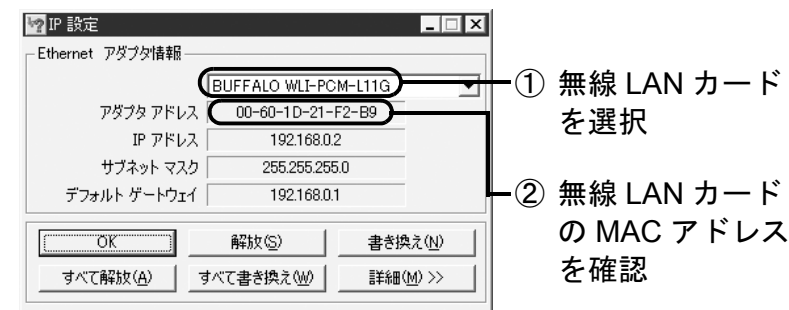 IP 設定
Ethernet アダプタ情報
BUFFALO WLI-PCM-L11G
アダプタ アドレス 00-60-1D-21-F2-B9
IP アドレス 192.168.0.2
サブネット マスク 255.255.255.0
デフォルト ゲートウェイ 192.168.0.1
OK 解放(S) 書き換え(N)
すべて解放(A) すべて書き換え(W) 詳細(M) >>
① 無線 LAN カード
を選択
② 無線 LAN カード
の MAC アドレス
を確認